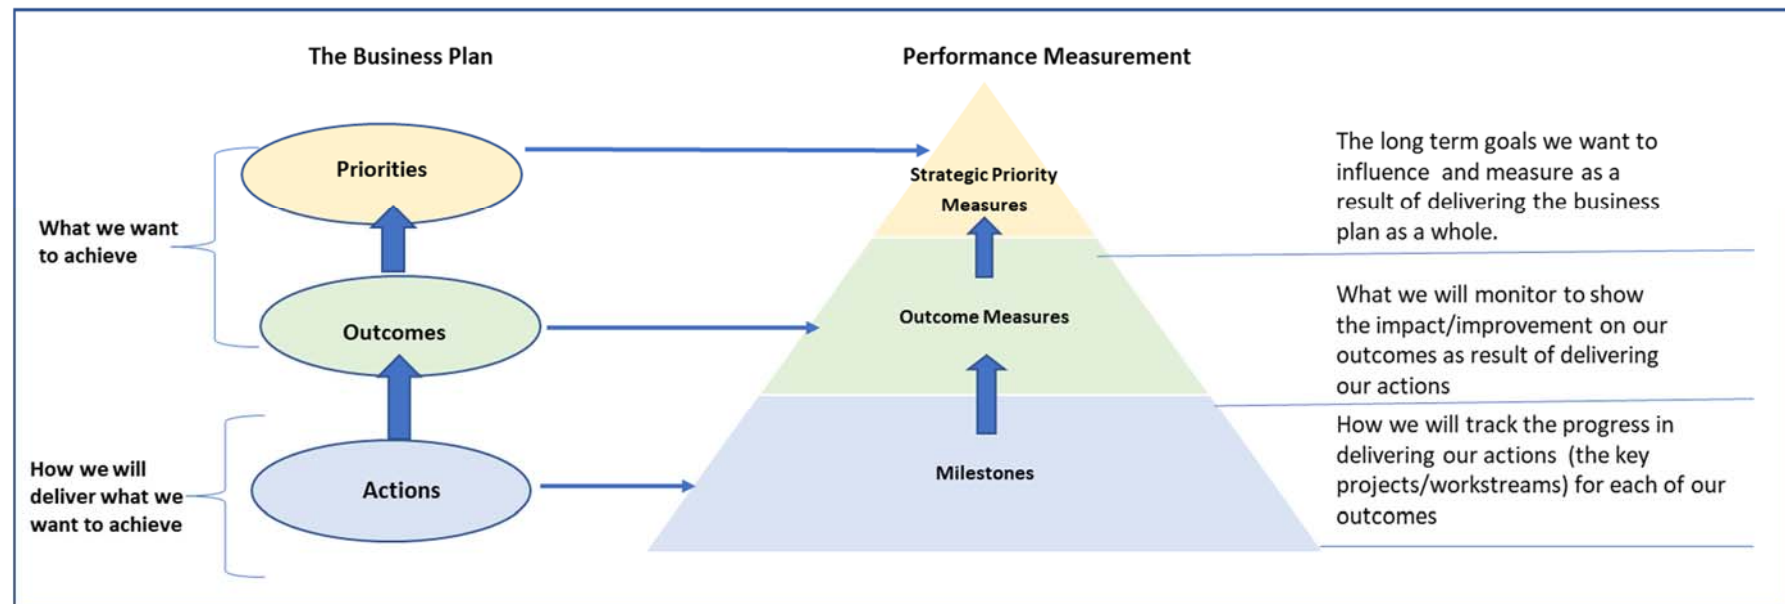 The Business Plan
Performance Measurement
What we want
to achieve
Priorities
Outcomes
How we will
deliver what we
want to achieve
Actions
Strategic Priority
Measures
Outcome Measures
Milestones
The long term goals we want to
influence and measure as a
result of delivering the business
plan as a whole.
What we will monitor to show
the impact/improvement on our
outcomes as result of delivering
our actions
How we will track the progress in
delivering our actions (the key
projects/workstreams) for each of our
outcomes